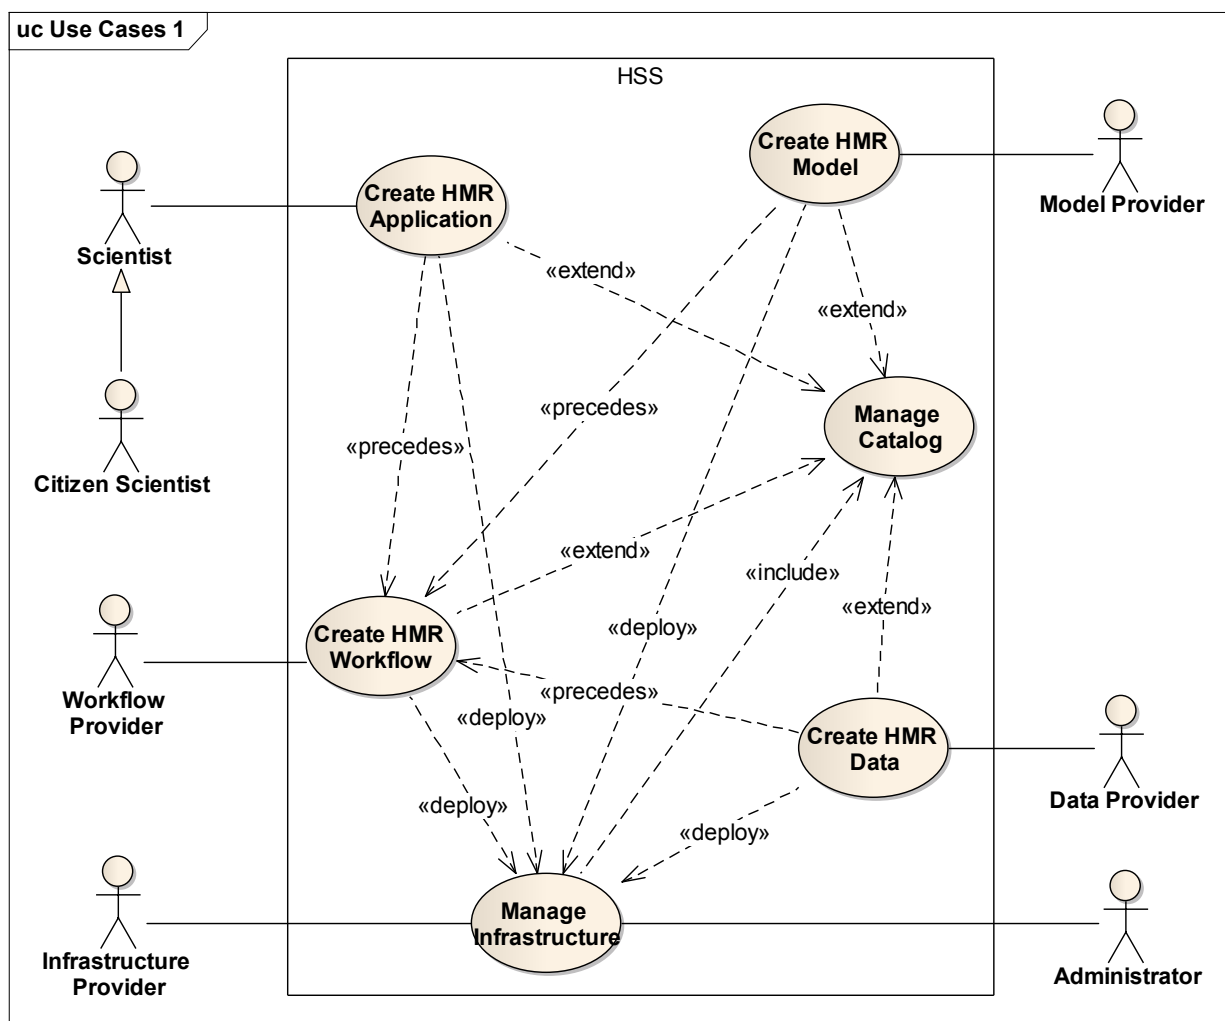 uc Use Cases 1
HSS
Create HMR
Model
Model Provider
Create HMR
Application
Scientist
«extend»
«extend»
«precedes»
Manage
Catalog
«precedes»
Citizen Scientist
«extend»
«include»
«extend»
«deploy»
Create HMR
Workflow
Workflow
Provider
«precedes»
«deploy»
Create HMR
Data
Data Provider
«deploy»
«deploy»
Manage
Infrastructure
Infrastructure
Provider
Administrator